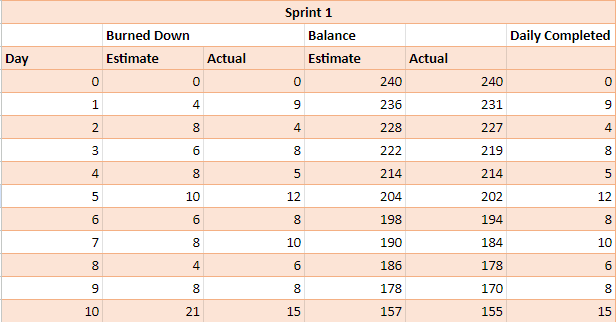 Sprint 1
Burned Down Balance Daily Completed
Day Estimate Actual Estimate Actual
0 0 0 240 240 0
1 4 9 236 231 9
2 8 4 228 227 4
3 6 8 222 219 8
4 8 5 214 214 5
5 10 12 204 202 12
6 6 8 198 194 8
7 8 10 190 184 10
8 4 6 186 178 6
9 8 8 178 170 8
10 21 15 157 155 15